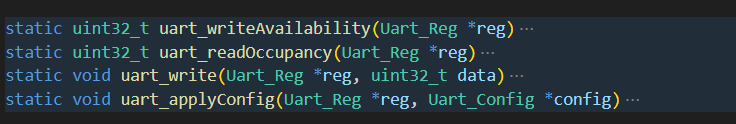 static uint32_t uart_writeAvailability(Uart_Reg *reg) ···
static uint32_t uart_readOccupancy(Uart_Reg *reg) ···
static void uart_write(Uart_Reg *reg, uint32_t data) ···
static void uart_applyConfig(Uart_Reg *reg, Uart_Config *config) ···